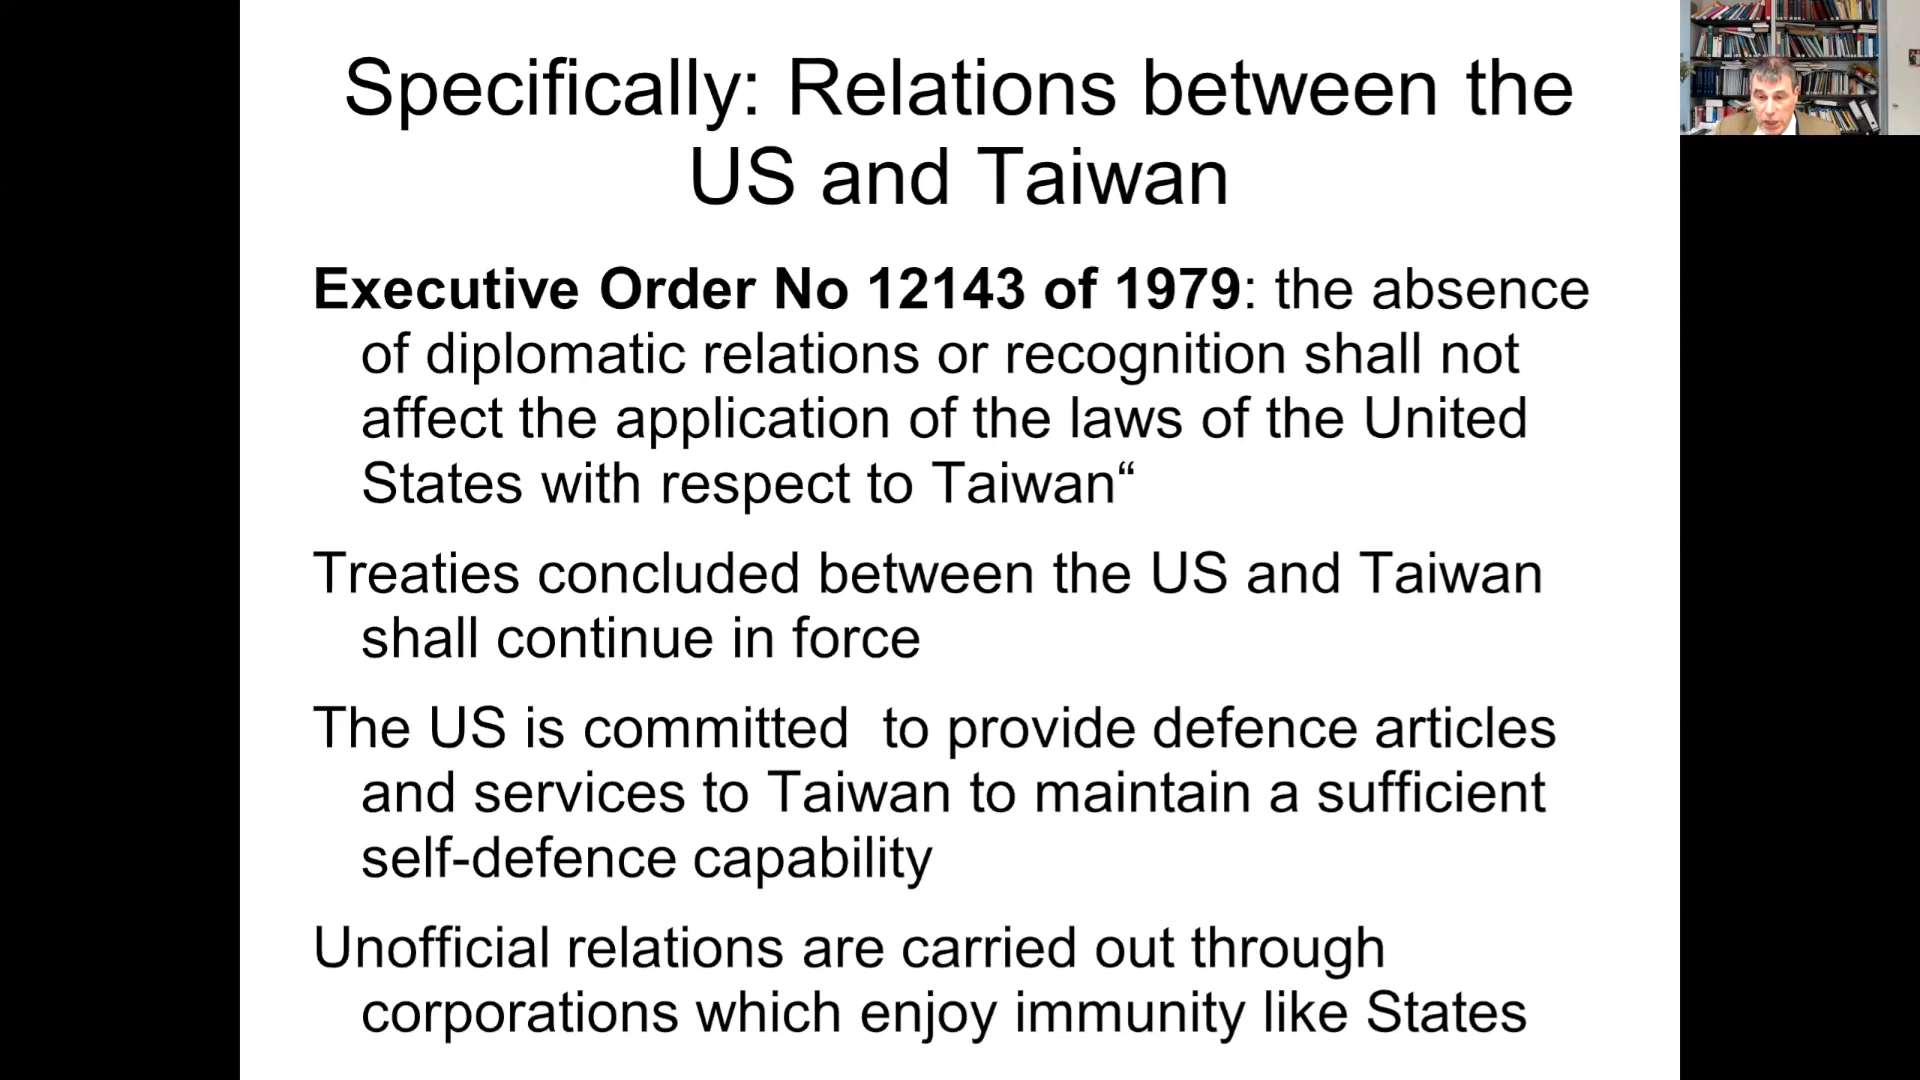 Specifically: Relations between the
US and Taiwan
Executive Order No 12143 of 1979: the absence
of diplomatic relations or recognition shall not
affect the application of the laws of the United
States with respect to Taiwan“
Treaties concluded between the US and Taiwan
shall continue in force
The US is committed  to provide defence articles
and services to Taiwan to maintain a sufficient
self-defence capability
Unofficial relations are carried out through
corporations which enjoy immunity like States